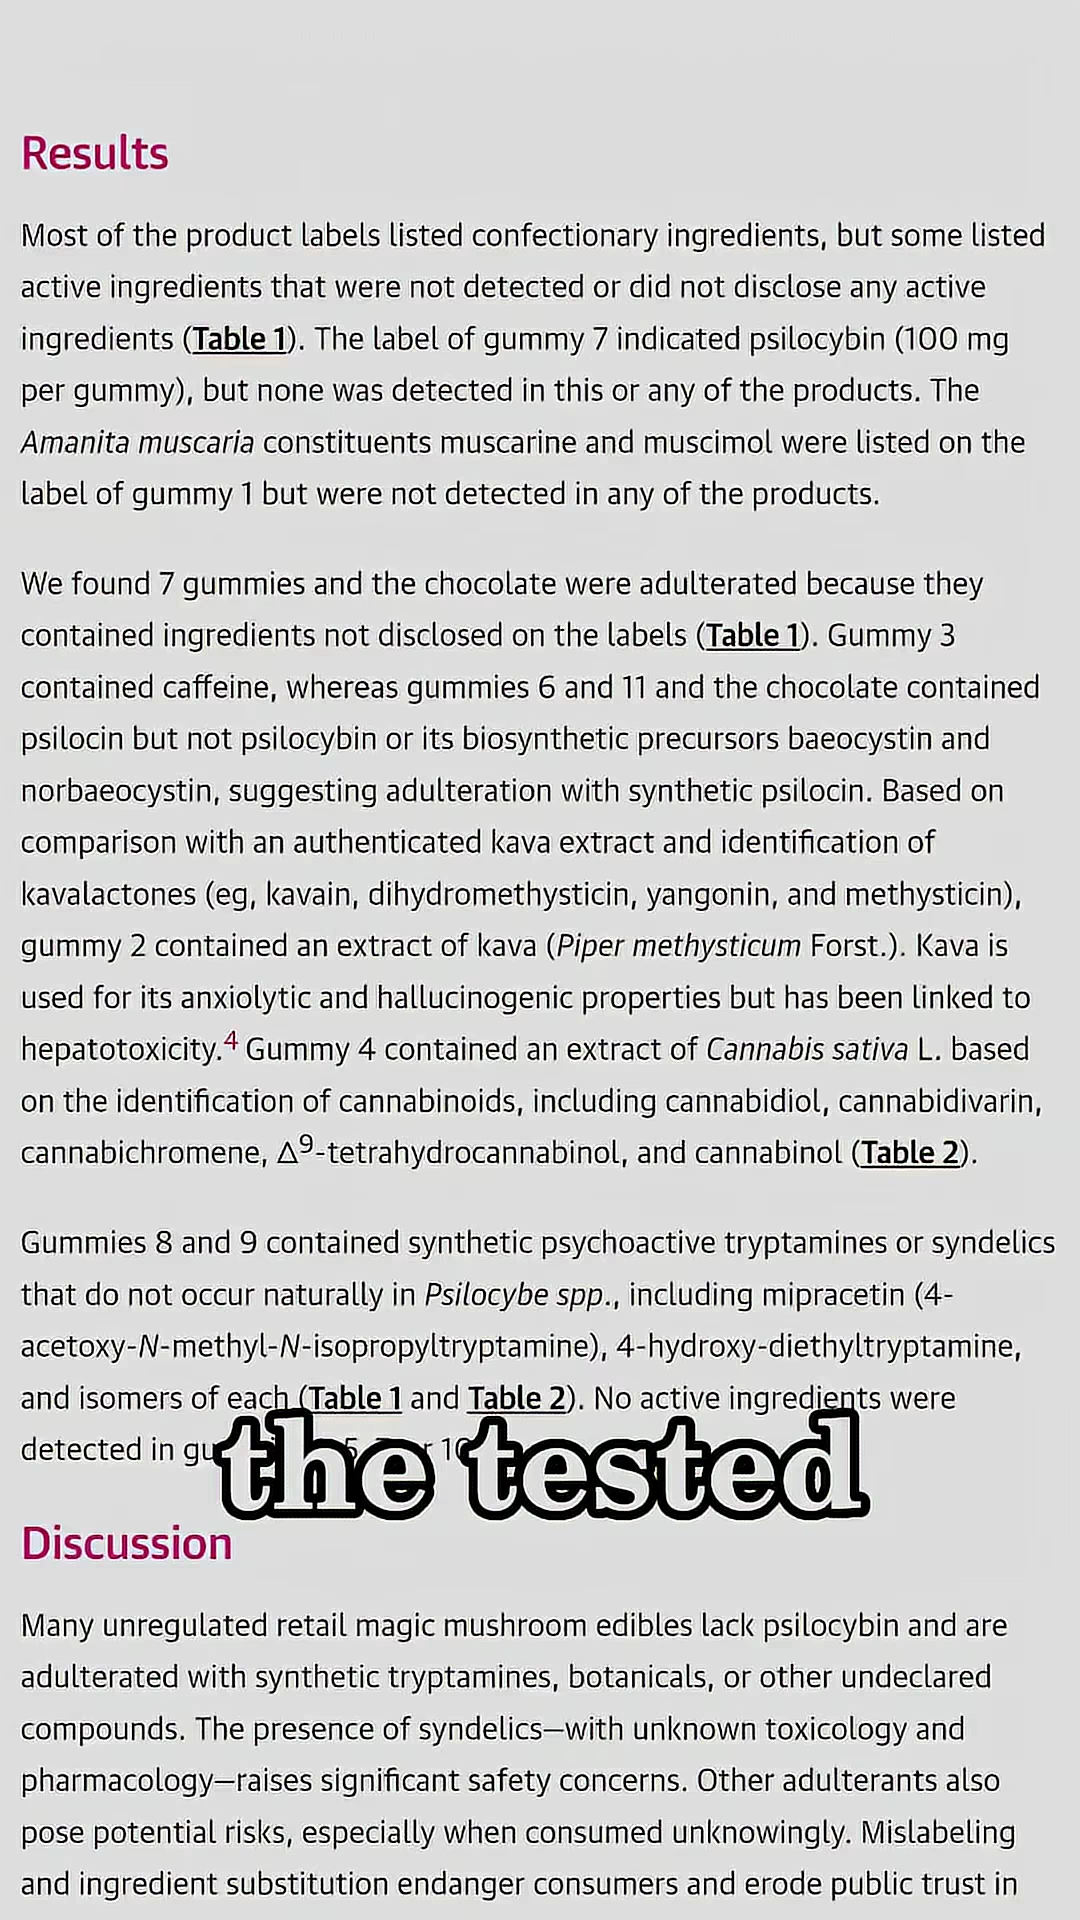 Results
Most of the product labels listed confectionary ingredients, but some listed
active ingredients that were not detected or did not disclose any active
ingredients (Table 1). The label of gummy 7 indicated psilocybin (100 mg
per gummy), but none was detected in this or any of the products. The
Amanita muscaria constituents muscarine and muscimol were listed on the
label of gummy 1 but were not detected in any of the products.
We found 7 gummies and the chocolate were adulterated because they
contained ingredients not disclosed on the labels (Table 1). Gummy 3
contained caffeine, whereas gummies 6 and 11 and the chocolate contained
psilocin but not psilocybin or its biosynthetic precursors baeocystin and
norbaeocystin, suggesting adulteration with synthetic psilocin. Based on
comparison with an authenticated kava extract and identification of
kavalactones (eg, kavain, dihydromethysticin, yangonin, and methysticin),
gummy 2 contained an extract of kava (Piper methysticum Forst.). Kava is
used for its anxiolytic and hallucinogenic properties but has been linked to
hepatotoxicity.4 Gummy 4 contained an extract of Cannabis sativa L. based
on the identification of cannabinoids, including cannabidiol, cannabidivarin,
cannabichromene, Δ9-tetrahydrocannabinol, and cannabinol (Table 2).
Gummies 8 and 9 contained synthetic psychoactive tryptamines or syndelics
that do not occur naturally in Psilocybe spp., including mipracetin (4-
acetoxy-N-methyl-N-isopropyltryptamine), 4-hydroxy-diethyltryptamine,
and isomers of each (Table 1 and Table 2). No active ingredients were
detected in
the tested
Discussion
Many unregulated retail magic mushroom edibles lack psilocybin and are
adulterated with synthetic tryptamines, botanicals, or other undeclared
compounds. The presence of syndelics—with unknown toxicology and
pharmacology—raises significant safety concerns. Other adulterants also
pose potential risks, especially when consumed unknowingly. Mislabeling
and ingredient substitution endanger consumers and erode public trust in